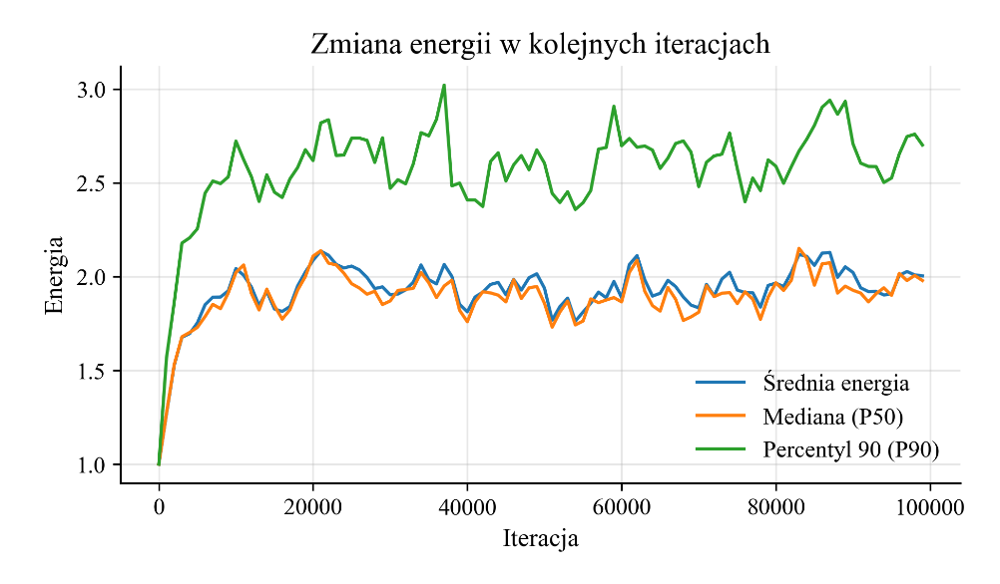 Zmiana energii w kolejnych iteracjach
3.0
2.5
2.0
1.5
1.0
Energia
Średnia energia
Mediana (P50)
Percentyl 90 (P90)
0
20000
40000
60000
80000
100000
Iteracja